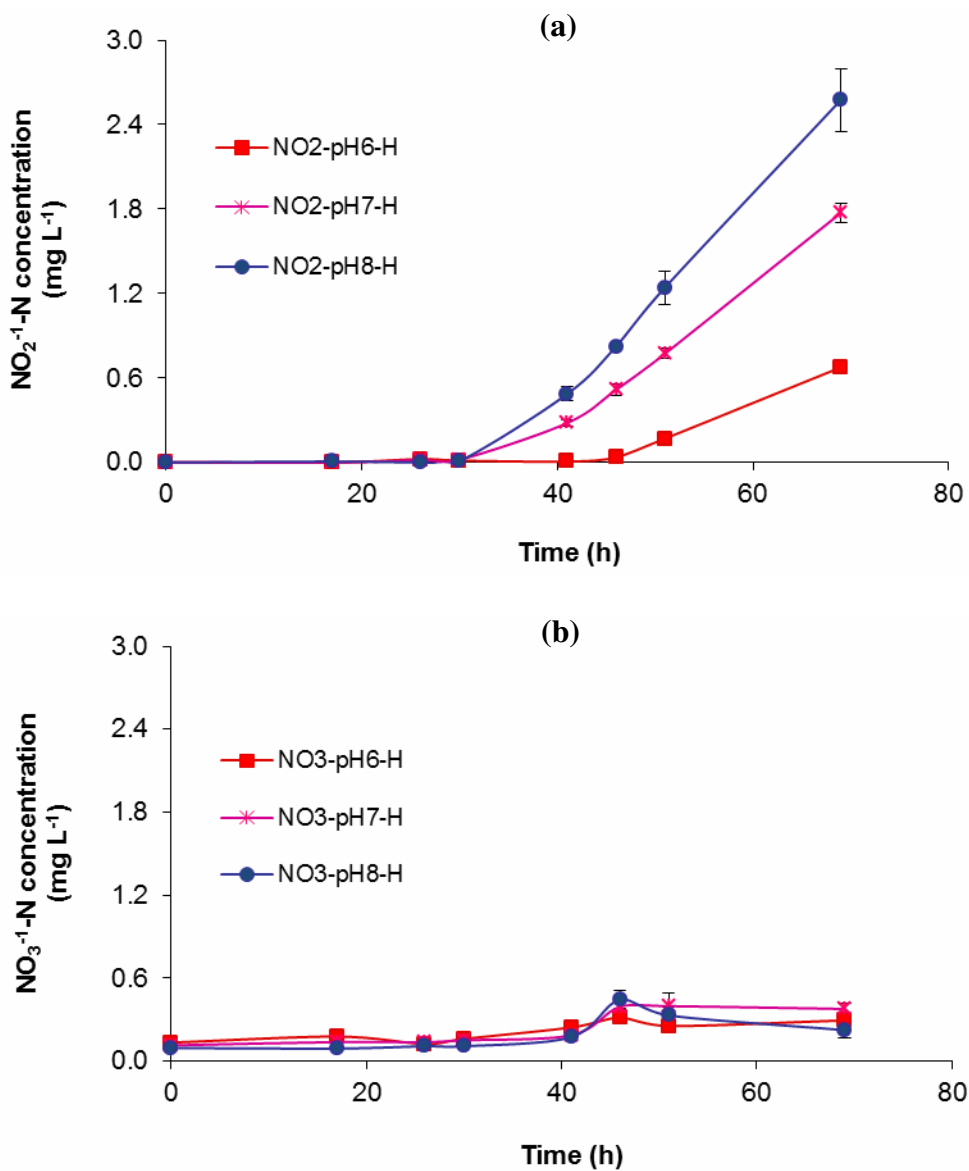 (a)
3.0
2.4
1.8
1.2
0.6
0.0
NO₂⁻¹-N concentration
(mg L⁻¹)
NO2-pH6-H
NO2-pH7-H
NO2-pH8-H
0 20 40 60 80
Time (h)
(b)
3.0
2.4
1.8
1.2
0.6
0.0
NO₃⁻¹-N concentration
(mg L⁻¹)
NO3-pH6-H
NO3-pH7-H
NO3-pH8-H
0 20 40 60 80
Time (h)